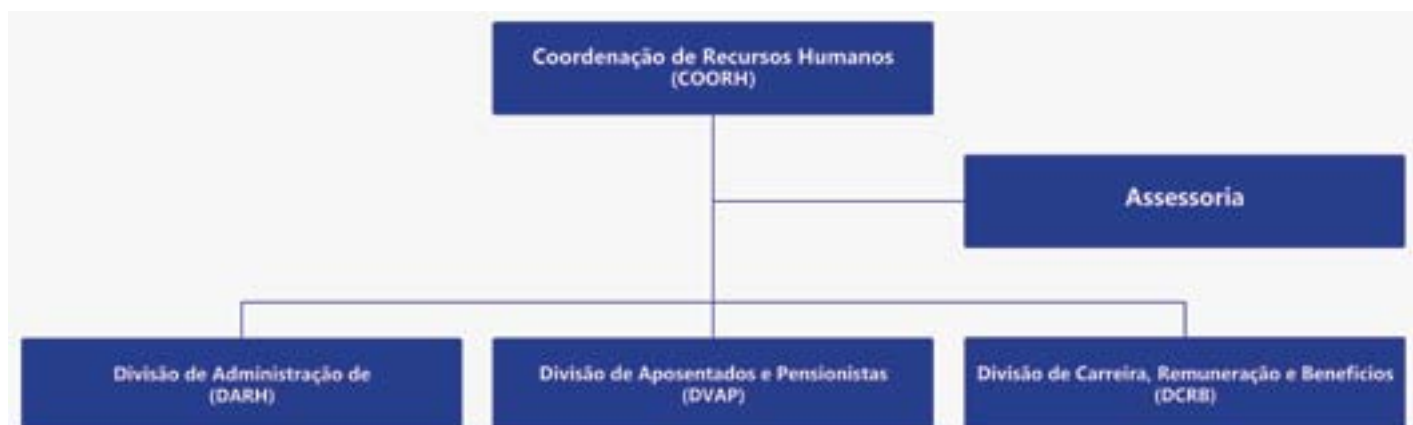 Coordenação de Recursos Humanos
(COORH)
Assessoria
Divisão de Administração de
(DARH)
Divisão de Aposentados e Pensionistas
(DVAP)
Divisão de Carreira, Remuneração e Benefícios
(DCRB)